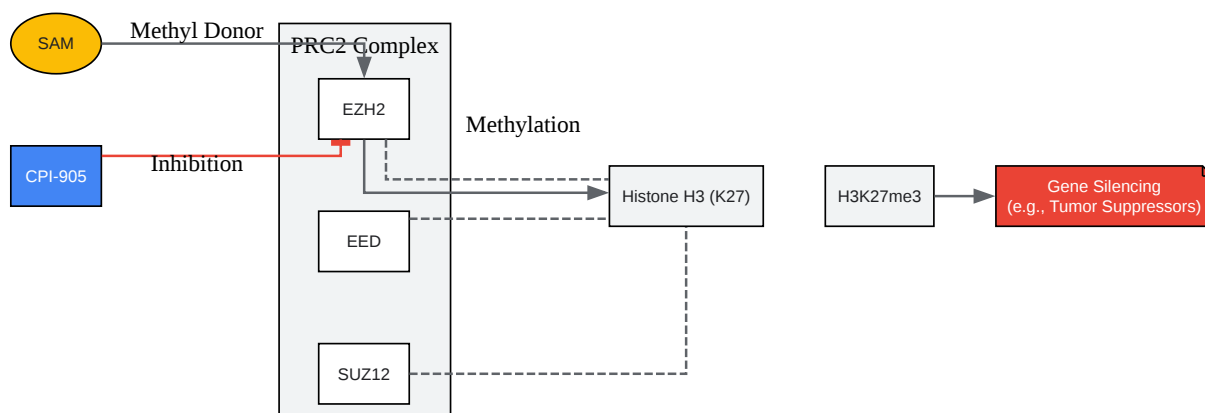 SAM
Methyl Donor
PRC2 Complex
EZH2
Methylation
CPI-905
Inhibition
Histone H3 (K27)
H3K27me3
Gene Silencing
(e.g., Tumor Suppressors)
EED
SUZ12